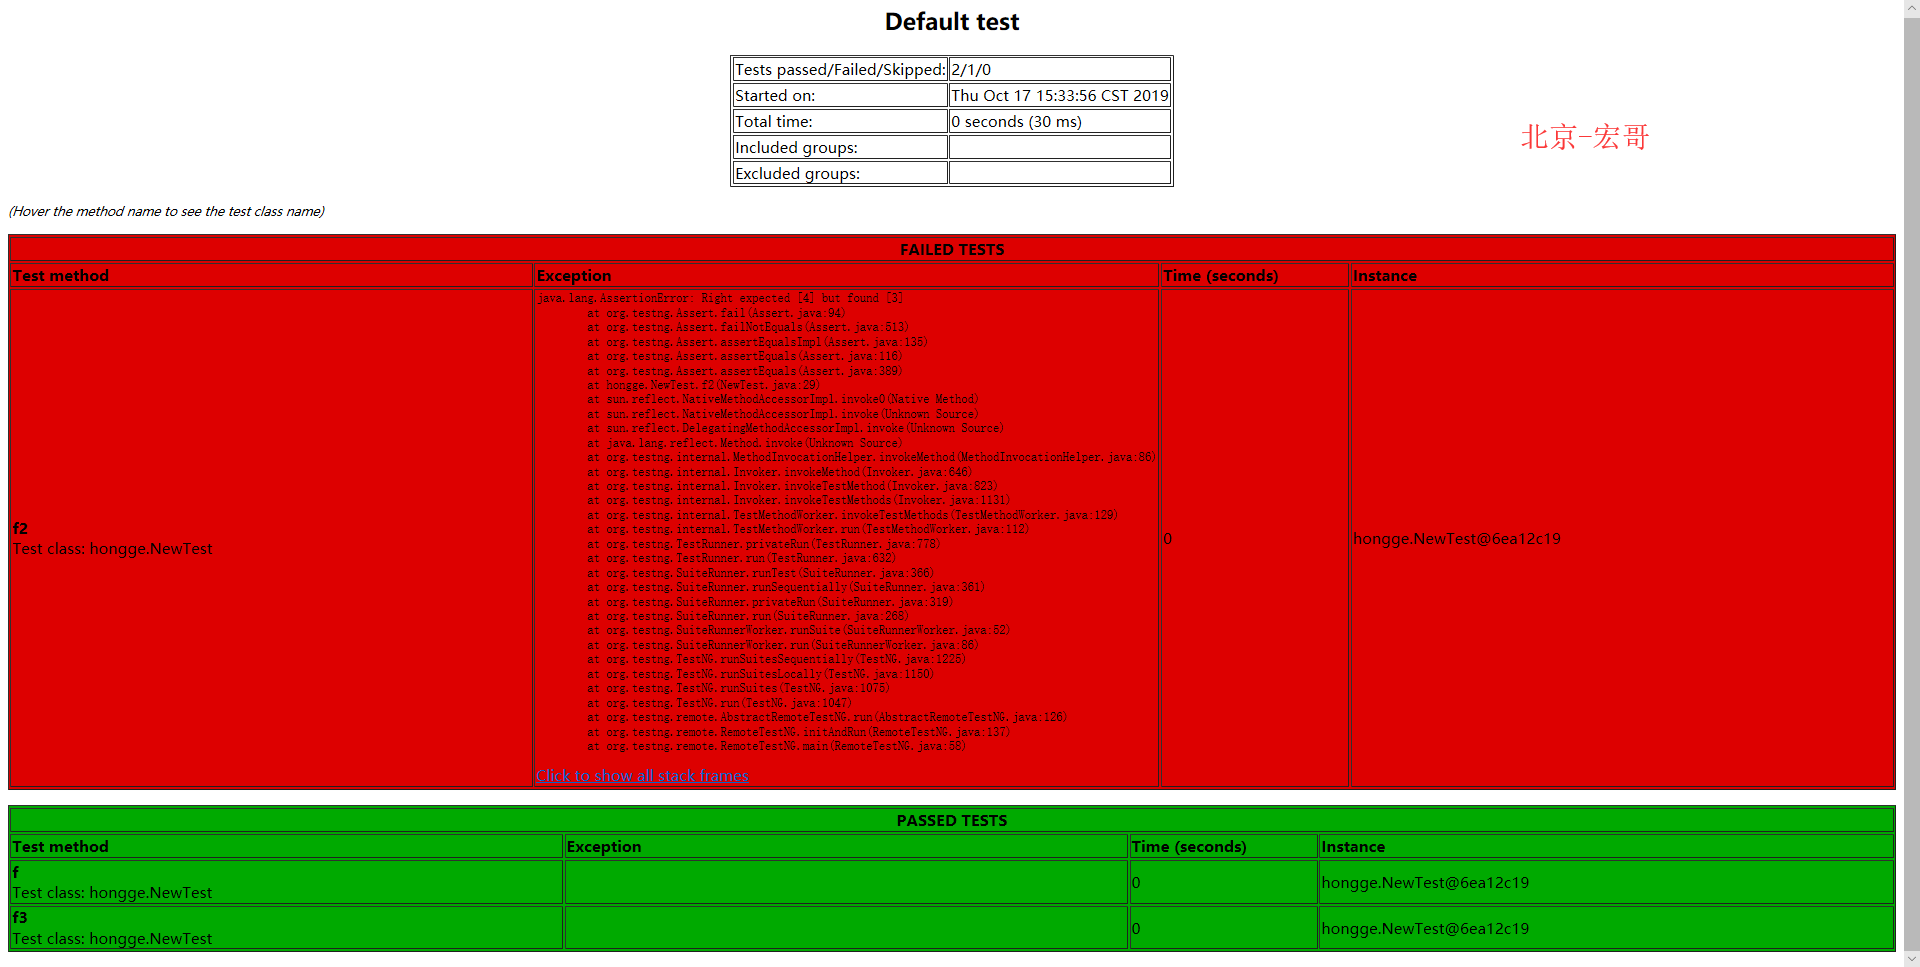 Default test
Tests passed/Failed/Skipped: 2/1/0
Started on: Thu Oct 17 15:33:56 CST 2019
Total time: 0 seconds (30 ms)
Included groups:
Excluded groups:
北京-宏哥
(Hover the method name to see the test class name)
FAILED TESTS
Test method Exception Time (seconds) Instance
f2
Test class: hongge.NewTest
java.lang.AssertionError: Right expected [4] but found [3]
at org.testng.Assert.fail(Assert.java:94)
at org.testng.Assert.failNotEquals(Assert.java:513)
at org.testng.Assert.assertEqualsImpl(Assert.java:135)
at org.testng.Assert.assertEquals(Assert.java:116)
at org.testng.Assert.assertEquals(Assert.java:389)
at hongge.NewTest.f2(NewTest.java:29)
at sun.reflect.NativeMethodAccessorImpl.invoke0(Native Method)
at sun.reflect.NativeMethodAccessorImpl.invoke(Unknown Source)
at sun.reflect.DelegatingMethodAccessorImpl.invoke(Unknown Source)
at java.lang.reflect.Method.invoke(Unknown Source)
at org.testng.internal.MethodInvocationHelper.invokeMethod(MethodInvocationHelper.java:86)
at org.testng.internal.Invoker.invokeMethod(Invoker.java:646)
at org.testng.internal.Invoker.invokeTestMethod(Invoker.java:823)
at org.testng.internal.Invoker.invokeTestMethods(Invoker.java:1131)
at org.testng.internal.TestMethodWorker.invokeTestMethods(TestMethodWorker.java:129)
at org.testng.internal.TestMethodWorker.run(TestMethodWorker.java:112)
at org.testng.TestRunner.privateRun(TestRunner.java:778)
at org.testng.TestRunner.run(TestRunner.java:632)
at org.testng.SuiteRunner.runTest(SuiteRunner.java:366)
at org.testng.SuiteRunner.runSequentially(SuiteRunner.java:361)
at org.testng.SuiteRunner.privateRun(SuiteRunner.java:319)
at org.testng.SuiteRunner.run(SuiteRunner.java:268)
at org.testng.SuiteRunnerWorker.runSuite(SuiteRunnerWorker.java:52)
at org.testng.SuiteRunnerWorker.run(SuiteRunnerWorker.java:86)
at org.testng.TestNG.runSuitesSequentially(TestNG.java:1225)
at org.testng.TestNG.runSuitesLocally(TestNG.java:1150)
at org.testng.TestNG.runSuites(TestNG.java:1075)
at org.testng.TestNG.run(TestNG.java:1047)
at org.testng.remote.AbstractRemoteTestNG.run(AbstractRemoteTestNG.java:126)
at org.testng.remote.RemoteTestNG.initAndRun(RemoteTestNG.java:137)
at org.testng.remote.RemoteTestNG.main(RemoteTestNG.java:58)
Click to show all stack frames
0
hongge.NewTest@6ea12c19
PASSED TESTS
Test method Exception Time (seconds) Instance
f
Test class: hongge.NewTest
0
hongge.NewTest@6ea12c19
f3
Test class: hongge.NewTest
0
hongge.NewTest@6ea12c19